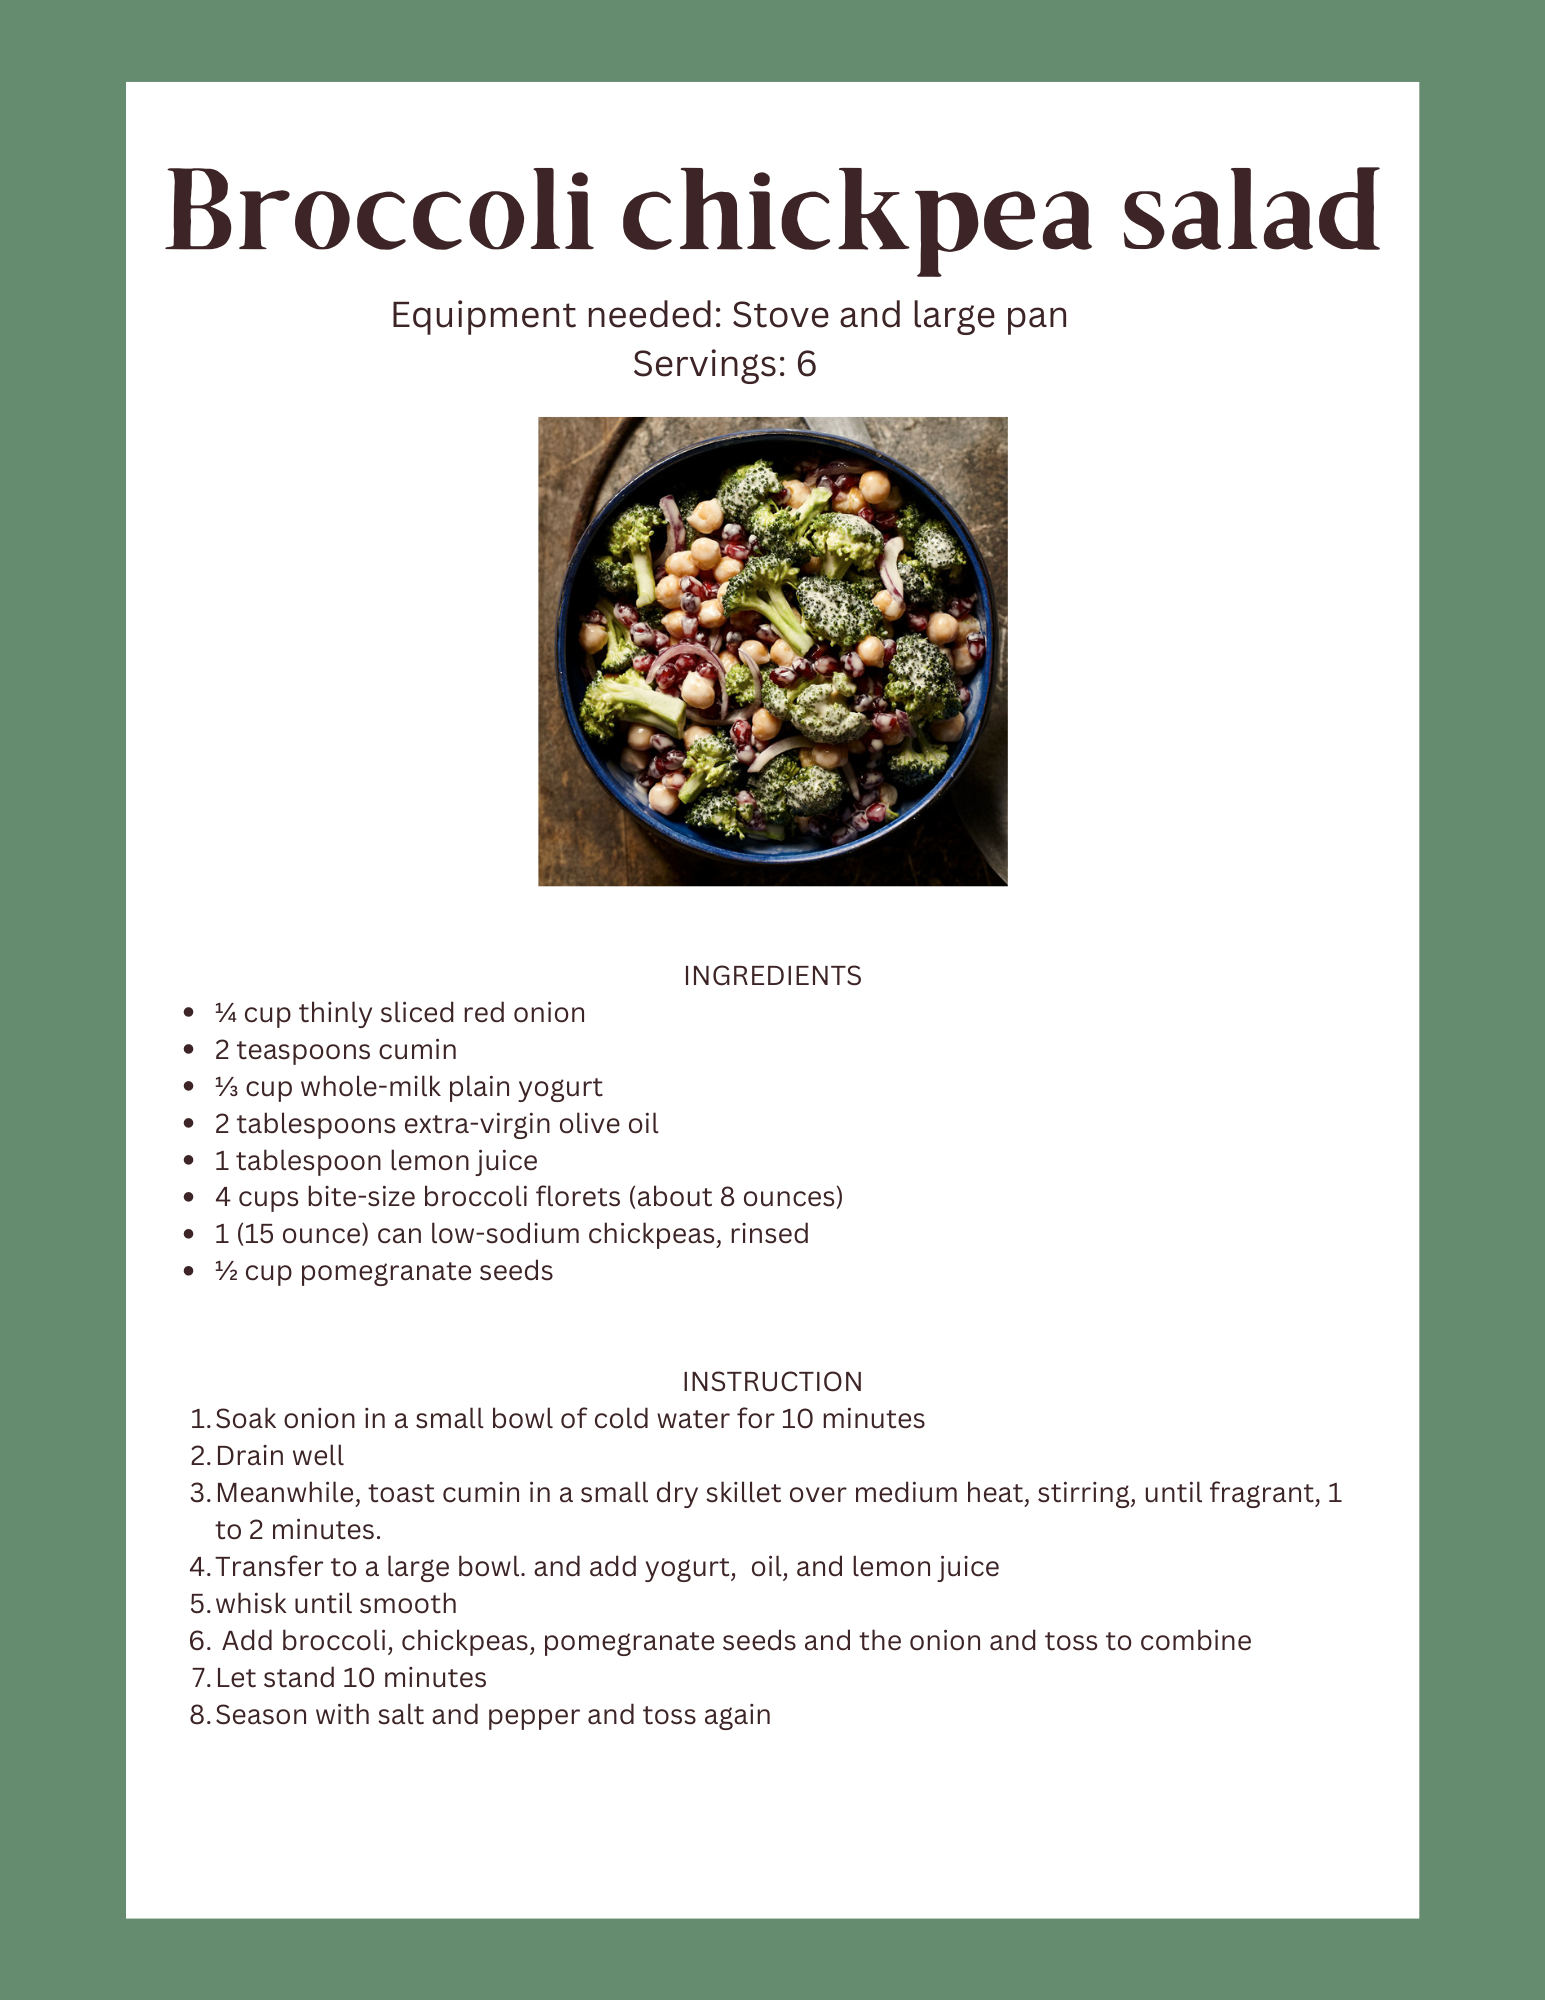 Broccoli chickpea salad
Equipment needed: Stove and large pan
Servings: 6
INGREDIENTS
• ¼ cup thinly sliced red onion
• 2 teaspoons cumin
• ⅓ cup whole-milk plain yogurt
• 2 tablespoons extra-virgin olive oil
• 1 tablespoon lemon juice
• 4 cups bite-size broccoli florets (about 8 ounces)
• 1 (15 ounce) can low-sodium chickpeas, rinsed
• ½ cup pomegranate seeds
INSTRUCTION
1. Soak onion in a small bowl of cold water for 10 minutes
2. Drain well
3. Meanwhile, toast cumin in a small dry skillet over medium heat, stirring, until fragrant, 1
to 2 minutes.
4. Transfer to a large bowl. and add yogurt,  oil, and lemon juice
5. whisk until smooth
6.  Add broccoli, chickpeas, pomegranate seeds and the onion and toss to combine
7. Let stand 10 minutes
8. Season with salt and pepper and toss again